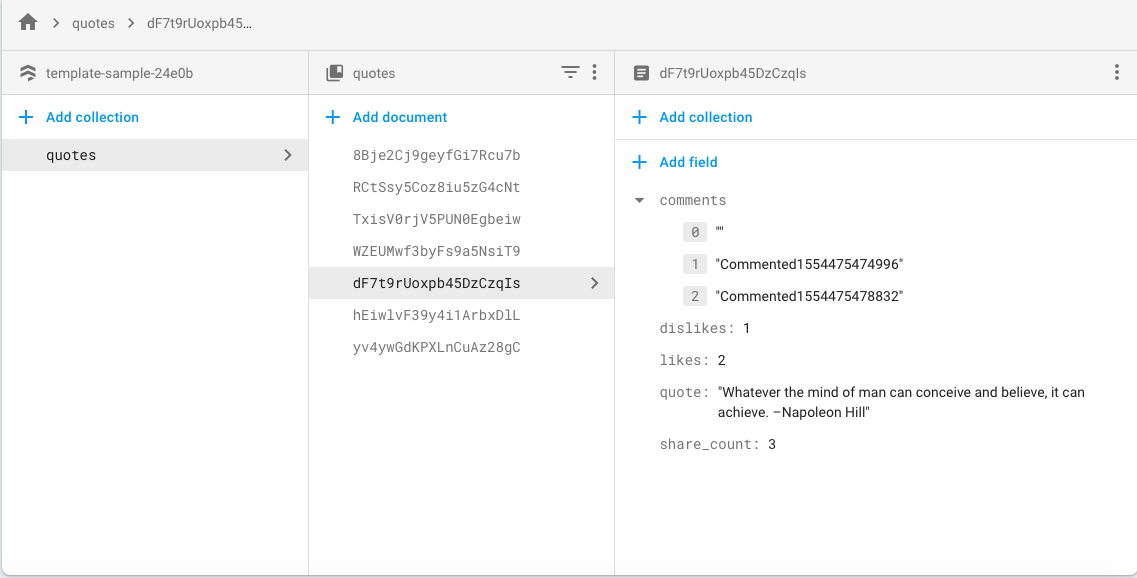 quotes dF7t9rUoxpb45…
template-sample-24e0b
Add collection
quotes
quotes
Add document
8Bje2Cj9geyfGi7Rcu7b
RCtSsy5Coz8iu5zG4cNt
TxisV0rjV5PUN0Egbeiw
WZEUMwf3byFs9a5NsiT9
dF7t9rUoxpb45DzCzqIs
hEiwlvF39y4i1ArbxDlL
yv4ywGdKPXLnCuAz28gC
dF7t9rUoxpb45DzCzqIs
Add collection
Add field
comments
0 ""
1 "Commented1554475474996"
2 "Commented1554475478832"
dislikes: 1
likes: 2
quote: "Whatever the mind of man can conceive and believe, it can
achieve. –Napoleon Hill"
share_count: 3